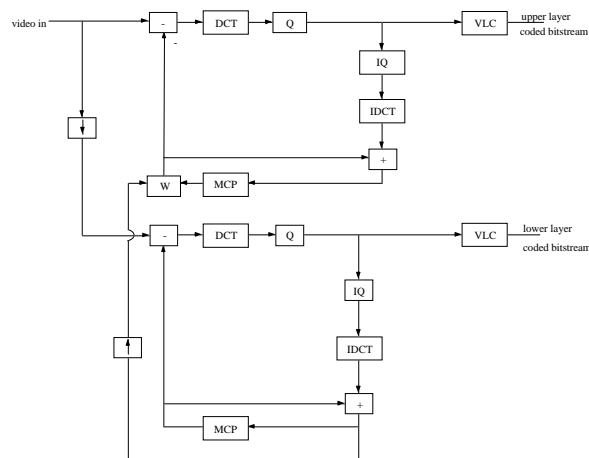 video in
-
DCT
Q
VLC
upper layer
coded bitstream
-
IQ
IDCT
+
W
MCP
-
DCT
Q
VLC
lower layer
coded bitstream
IQ
IDCT
+
MCP